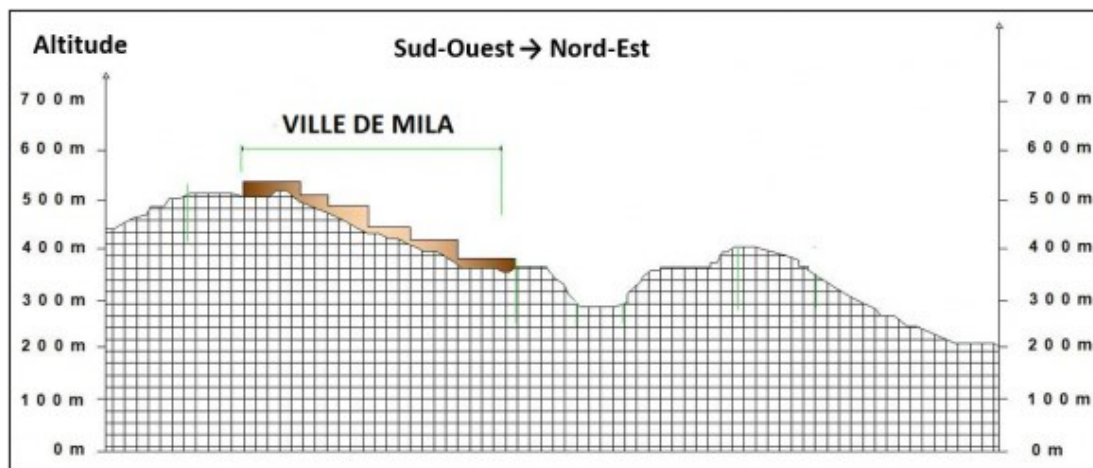 Altitude
Sud-Ouest → Nord-Est
VILLE DE MILA
700 m 700 m
600 m 600 m
500 m 500 m
400 m 400 m
300 m 300 m
200 m 200 m
100 m 100 m
0 m 0 m